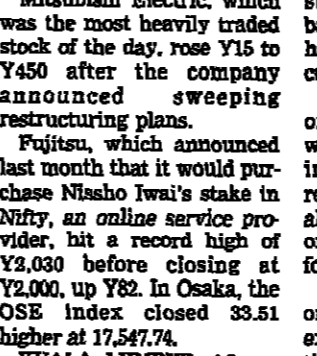 Mitsubishi Electric, which
was the most heavily traded
stock of the day, rose Y15 to
Y450 after the company
announced sweeping
restructuring plans.
Fujitsu, which announced
last month that it would pur-
chase Nissho Iwai's stake in
Nifty, an online service pro-
vider, hit a record high of
Y2,030 before closing at
Y2,000, up Y82. In Osaka, the
OSE index closed 33.51
higher at 17,547.74.